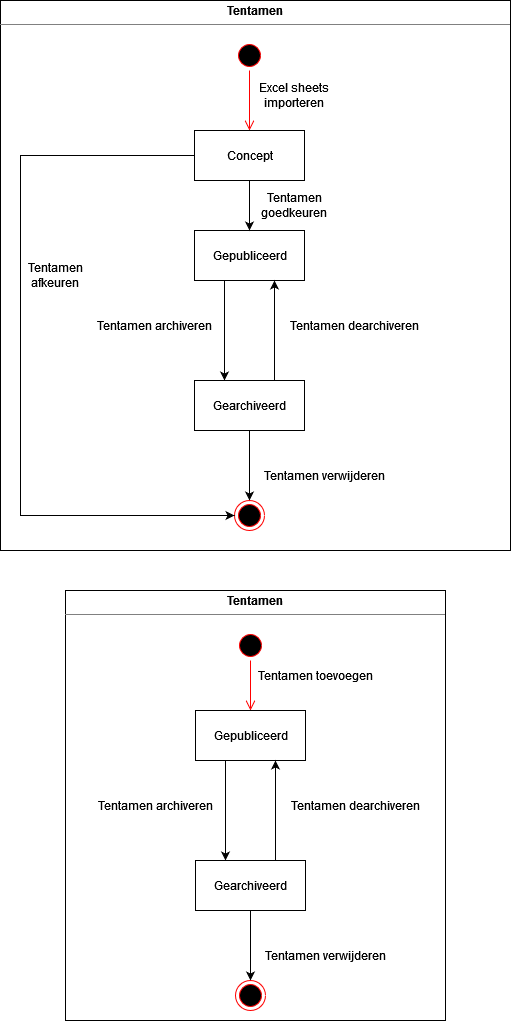 Tentamen
Excel sheets
importeren
Concept
Tentamen
goedkeuren
Gepubliceerd
Tentamen
afkeuren
Tentamen archiveren
Tentamen dearchiveren
Gearchiveerd
Tentamen verwijderen
Tentamen
Tentamen toevoegen
Gepubliceerd
Tentamen archiveren
Tentamen dearchiveren
Gearchiveerd
Tentamen verwijderen